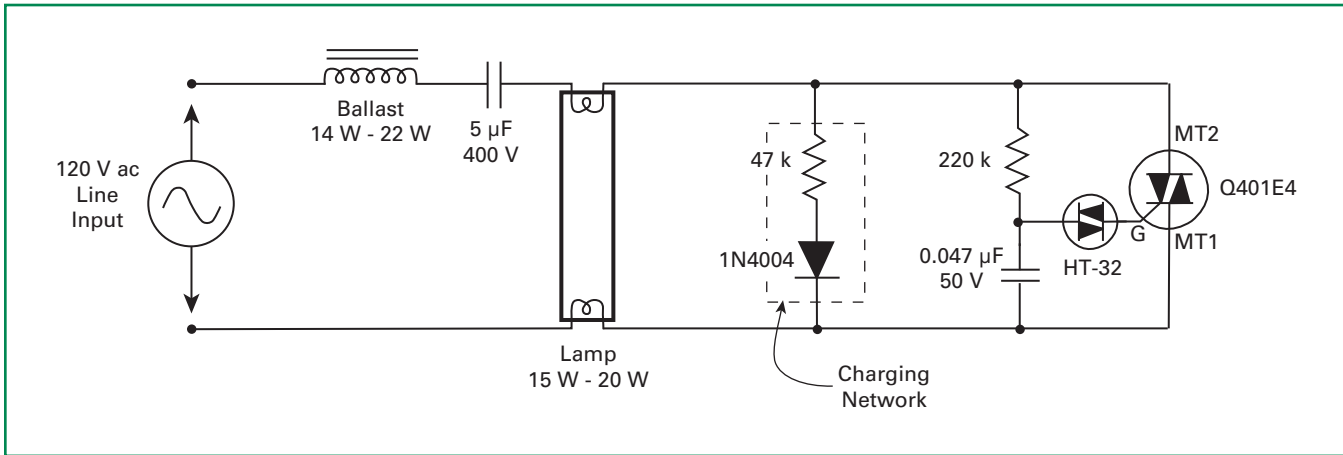 Ballast
14 W - 22 W
5 µF
400 V
120 V ac
Line
Input
47 k
220 k
MT2
Q401E4
1N4004
G
MT1
0.047 µF
50 V
HT-32
Lamp
15 W - 20 W
Charging
Network